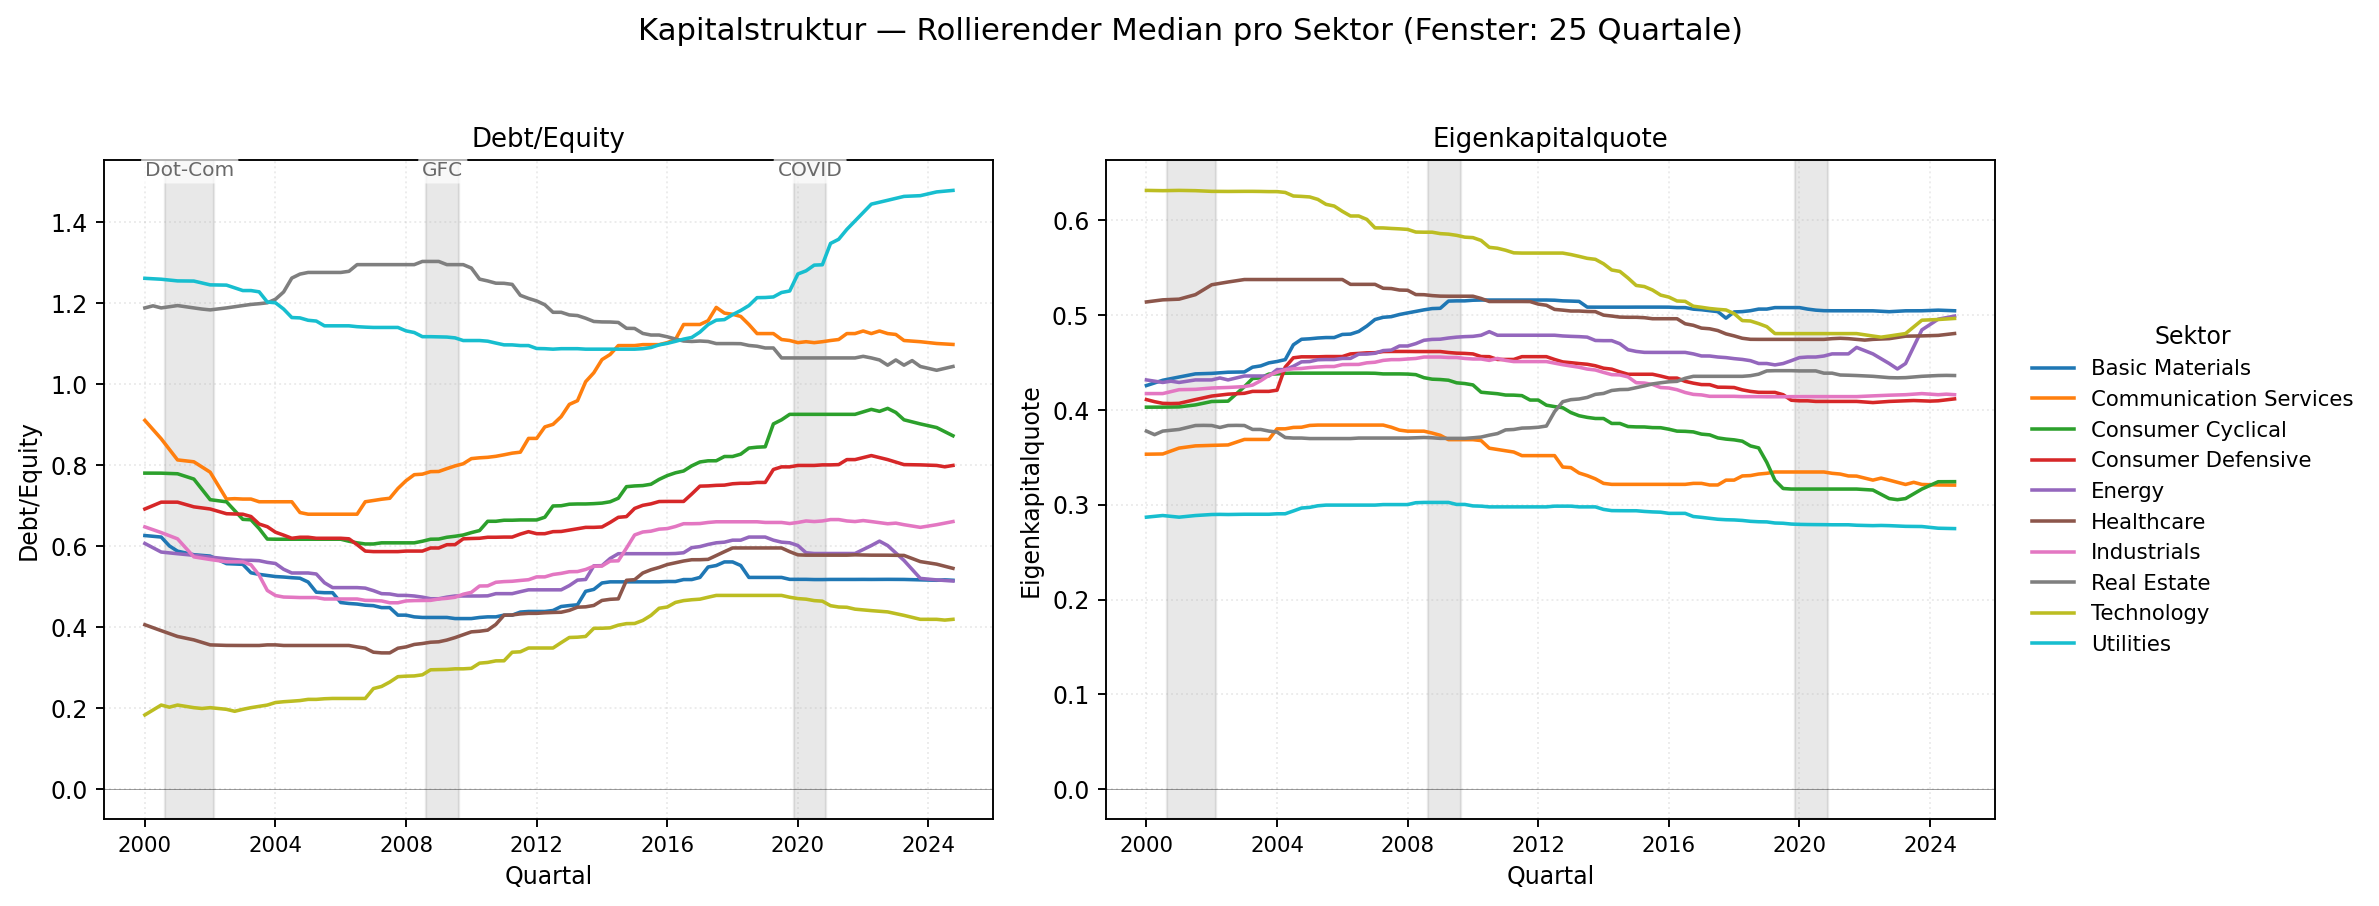 Kapitalstruktur — Rollierender Median pro Sektor (Fenster: 25 Quartale)
Debt/Equity
Dot-Com GFC COVID
Debt/Equity
1.4
1.2
1.0
0.8
0.6
0.4
0.2
0.0
2000 2004 2008 2012 2016 2020 2024
Quartal
Eigenkapitalquote
Eigenkapitalquote
0.6
0.5
0.4
0.3
0.2
0.1
0.0
2000 2004 2008 2012 2016 2020 2024
Quartal
Sektor
Basic Materials
Communication Services
Consumer Cyclical
Consumer Defensive
Energy
Healthcare
Industrials
Real Estate
Technology
Utilities